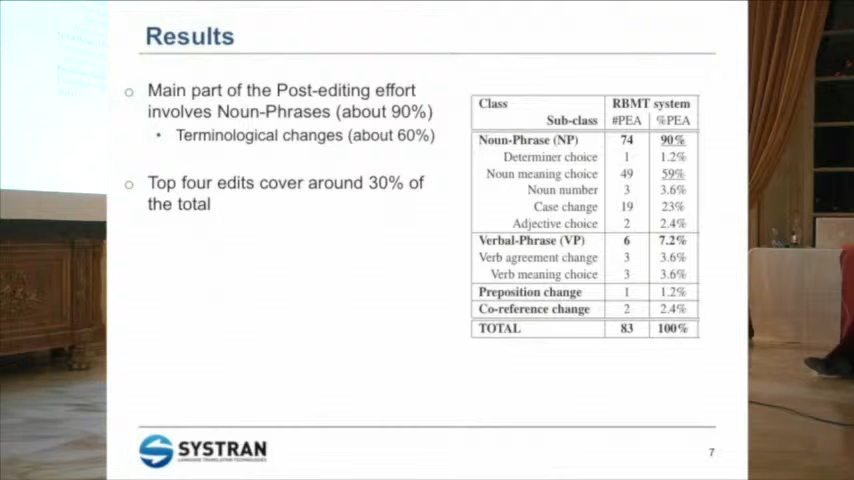 Results
○ Main part of the Post-editing effort
involves Noun-Phrases (about 90%)
• Terminological changes (about 60%)
○ Top four edits cover around 30% of
the total
Class RBMT system
Sub-class #PEA %PEA
Noun-Phrase (NP) 74 90%
Determiner choice 1 1.2%
Noun meaning choice 49 59%
Noun number 3 3.6%
Case change 19 23%
Adjective choice 2 2.4%
Verbal-Phrase (VP) 6 7.2%
Verb agreement change 3 3.6%
Verb meaning choice 3 3.6%
Preposition change 1 1.2%
Co-reference change 2 2.4%
TOTAL 83 100%
SYSTRAN
LANGUAGE TRANSLATION TECHNOLOGIES
7